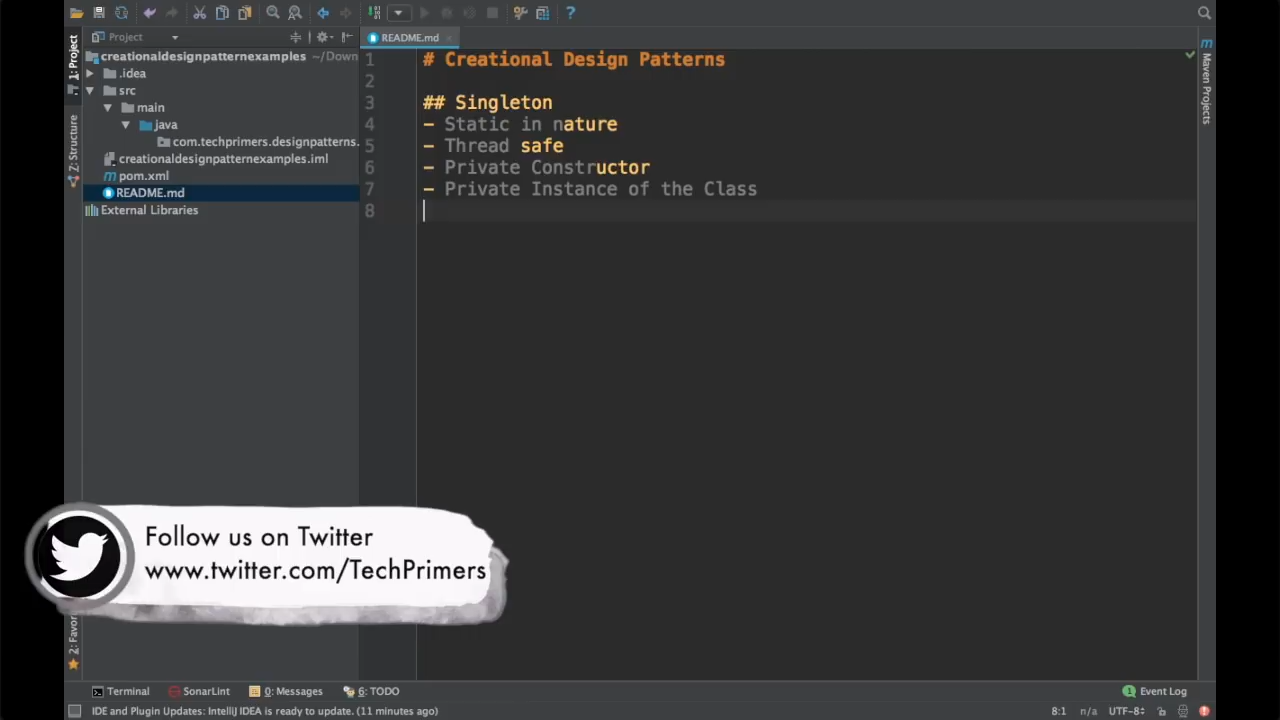 Project
README.md
creationaldesignpatternexamples ~/Down
.idea
src
main
java
com.techprimers.designpatterns.
creationaldesignpatternexamples.iml
pom.xml
README.md
External Libraries
1: Project
Z: Structure
2: Favor
Maven Projects
1 # Creational Design Patterns
2
3 ## Singleton
4 - Static in nature
5 - Thread safe
6 - Private Constructor
7 - Private Instance of the Class
8
Follow us on Twitter
www.twitter.com/TechPrimers
Terminal SonarLint 0: Messages 6: TODO Event Log
IDE and Plugin Updates: IntelliJ IDEA is ready to update. (11 minutes ago) 8:1 n/a UTF-8